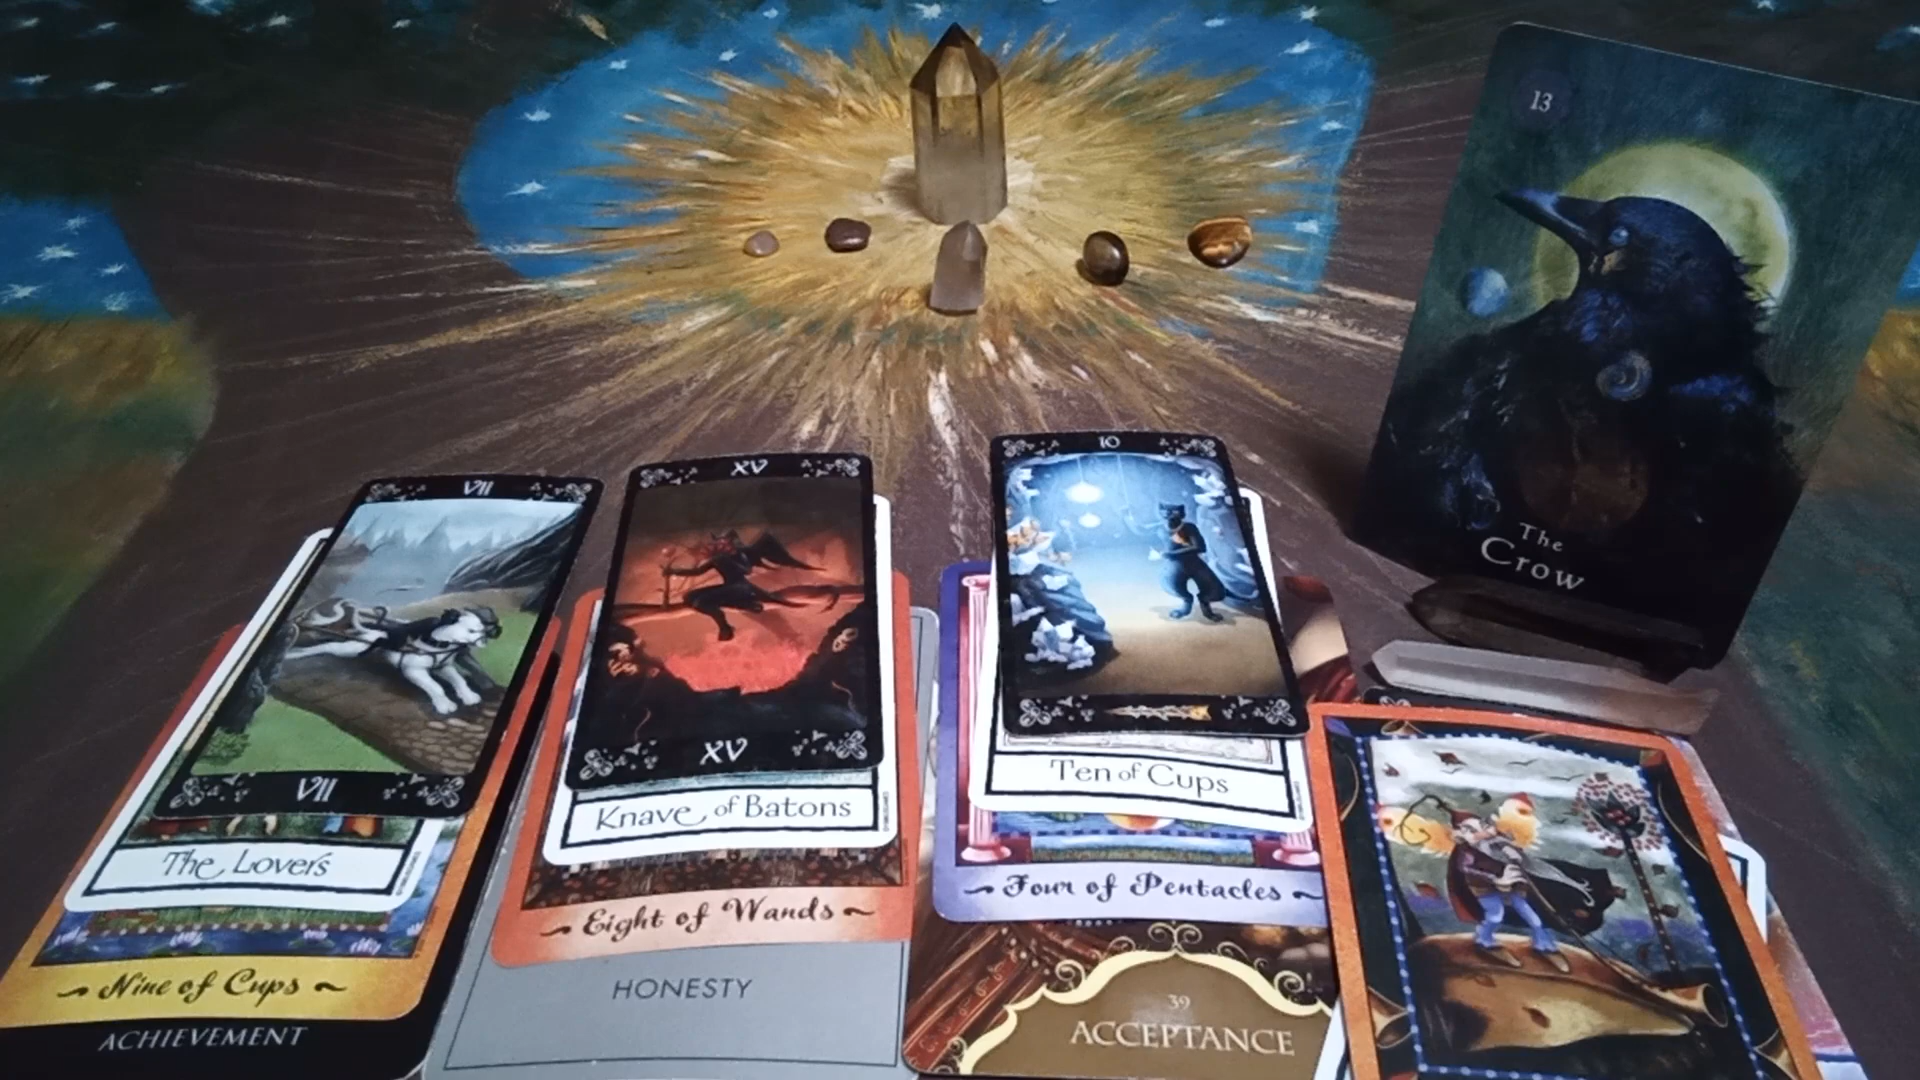 13
The
Crow
VII
VII
The Lovers
Nine of Cups
ACHIEVEMENT
XV
XV
Knave of Batons
Eight of Wands
HONESTY
10
Ten of Cups
Four of Pentacles
39
ACCEPTANCE